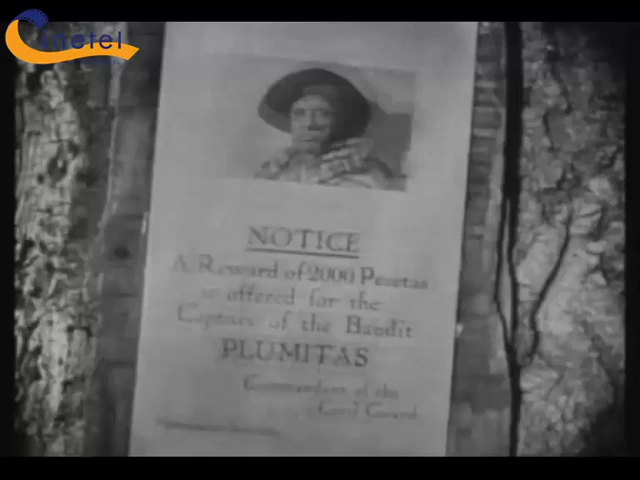 Cinetel
NOTICE
A Reward of 2000 Pesetas
is offered for the
Capture of the Bandit
PLUMITAS
Commandant of the
Civil Guard